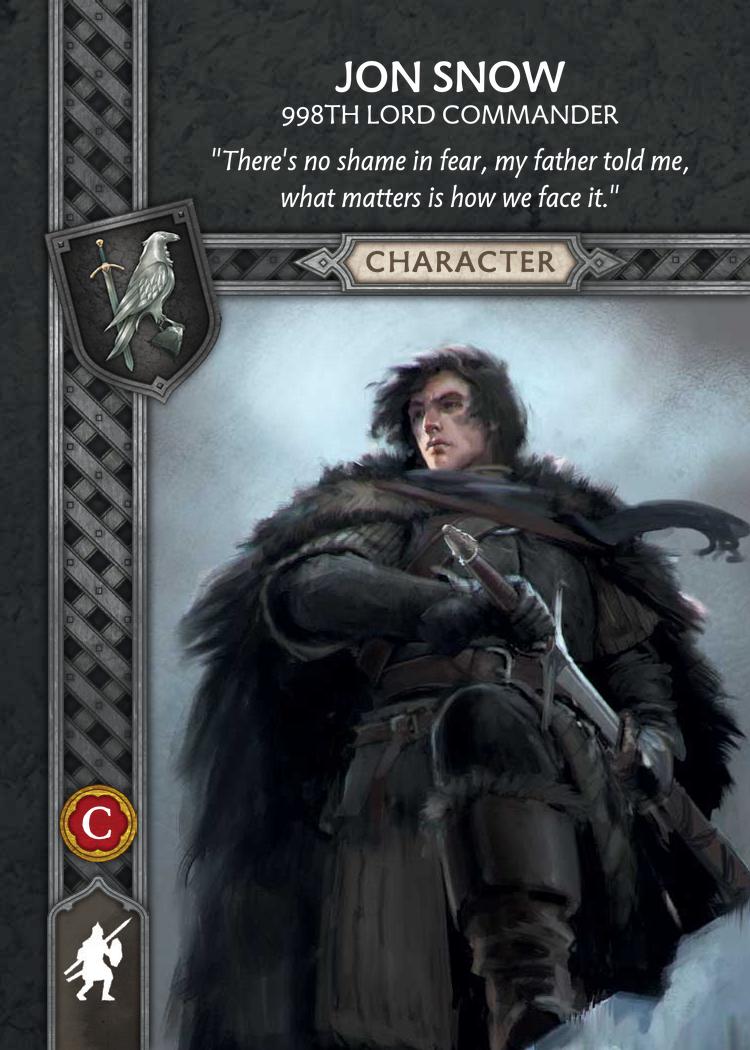 JON SNOW
998TH LORD COMMANDER
"There's no shame in fear, my father told me,
what matters is how we face it."
CHARACTER
C